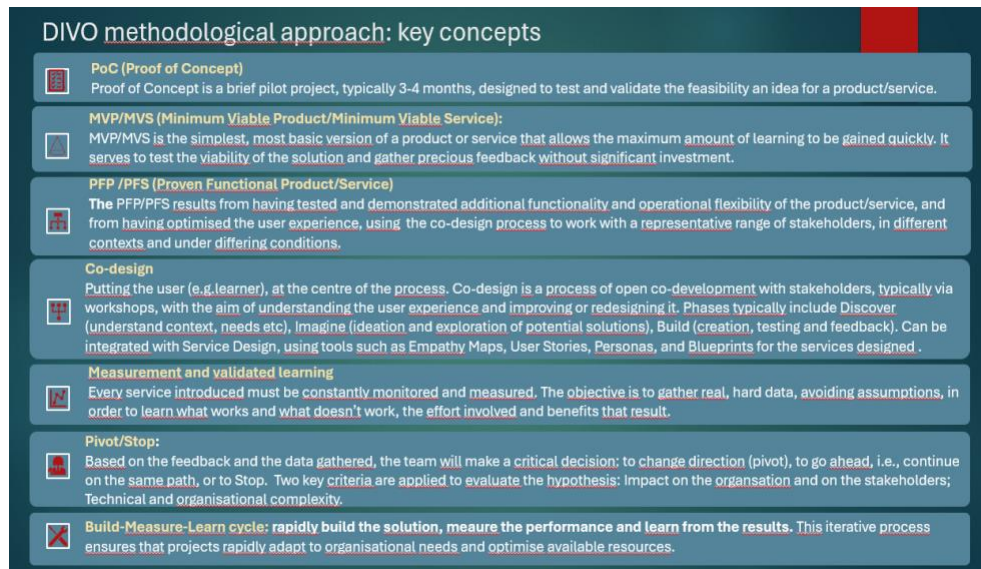 DIVO methodological approach: key concepts
PoC (Proof of Concept)
Proof of Concept is a brief pilot project, typically 3-4 months, designed to test and validate the feasibility an idea for a product/service.
MVP/MVS (Minimum Viable Product/Minimum Viable Service):
MVP/MVS is the simplest, most basic version of a product or service that allows the maximum amount of learning to be gained quickly. It
serves to test the viability of the solution and gather precious feedback without significant investment.
PFP /PFS (Proven Functional Product/Service)
The PFP/PFS results from having tested and demonstrated additional functionality and operational flexibility of the product/service, and
from having optimised the user experience, using the co-design process to work with a representative range of stakeholders, in different
contexts and under differing conditions.
Co-design
Putting the user (e.g.learner), at the centre of the process. Co-design is a process of open co-development with stakeholders, typically via
workshops, with the aim of understanding the user experience and improving or redesigning it. Phases typically include Discover
(understand context, needs etc), Imagine (ideation and exploration of potential solutions), Build (creation, testing and feedback). Can be
integrated with Service Design, using tools such as Empathy Maps, User Stories, Personas, and Blueprints for the services designed .
Measurement and validated learning
Every service introduced must be constantly monitored and measured. The objective is to gather real, hard data, avoiding assumptions, in
order to learn what works and what doesn't work, the effort involved and benefits that result.
Pivot/Stop:
Based on the feedback and the data gathered, the team will make a critical decision: to change direction (pivot), to go ahead, i.e., continue
on the same path, or to Stop. Two key criteria are applied to evaluate the hypothesis: Impact on the organsation and on the stakeholders;
Technical and organisational complexity.
Build-Measure-Learn cycle: rapidly build the solution, meaure the performance and learn from the results. This iterative process
ensures that projects rapidly adapt to organisational needs and optimise available resources.